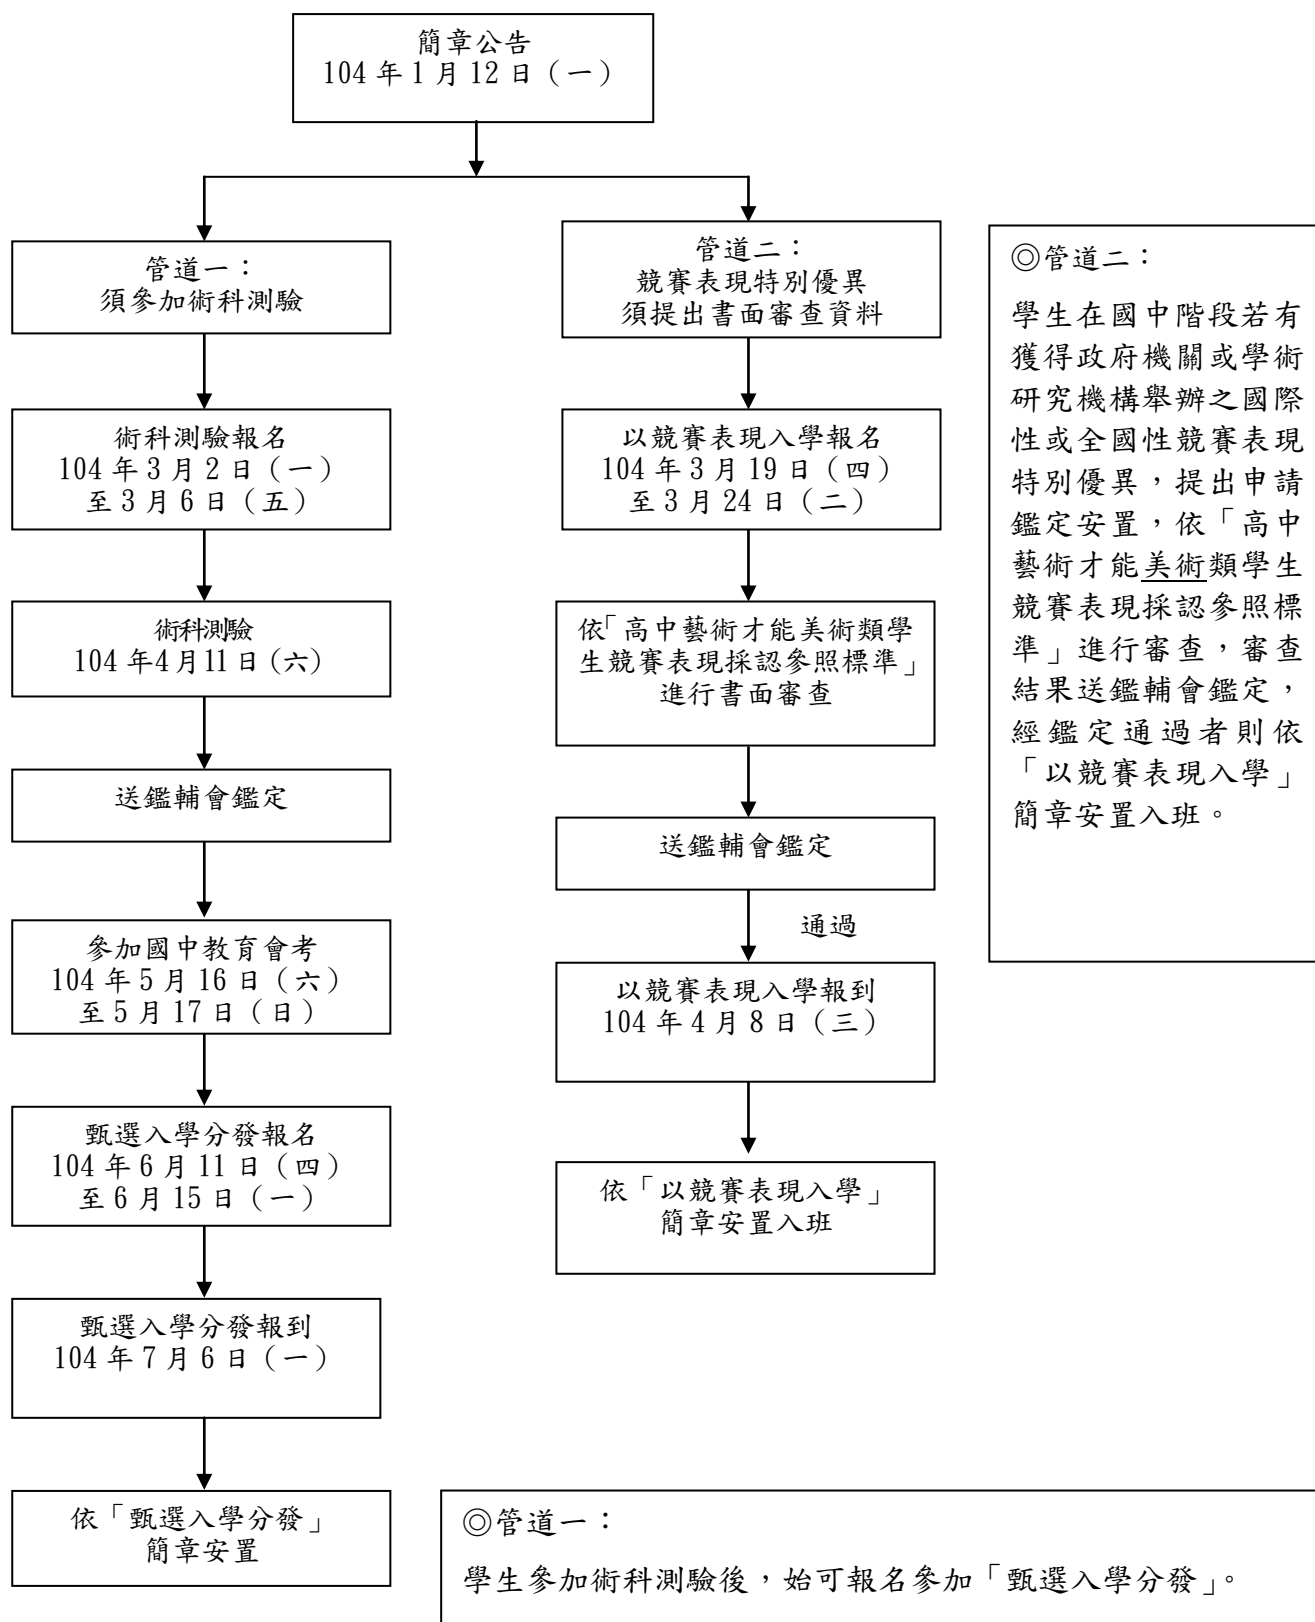 簡章公告
104 年 1 月 12 日（一）
管道一：
須參加術科測驗
術科測驗報名
104 年 3 月 2 日（一）
至 3 月 6 日（五）
術科測驗
104 年4 月11 日(六)
送鑑輔會鑑定
參加國中教育會考
104 年 5 月 16 日（六）
至 5 月 17 日（日）
甄選入學分發報名
104 年 6 月 11 日（四）
至 6 月 15 日（一）
甄選入學分發報到
104 年 7 月 6 日（一）
依「甄選入學分發」
簡章安置
管道二：
競賽表現特別優異
須提出書面審查資料
以競賽表現入學報名
104 年 3 月 19 日（四）
至 3 月 24 日（二）
依「高中藝術才能美術類學
生競賽表現採認參照標準」
進行書面審查
送鑑輔會鑑定
通過
以競賽表現入學報到
104 年 4 月 8 日（三）
依「以競賽表現入學」
簡章安置入班
◎管道二：
學生在國中階段若有
獲得政府機關或學術
研究機構舉辦之國際
性或全國性競賽表現
特別優異，提出申請
鑑定安置，依「高中
藝術才能美術類學生
競賽表現採認參照標
準」進行審查，審查
結果送鑑輔會鑑定，
經鑑定通過者則依
「以競賽表現入學」
簡章安置入班。
◎管道一：
學生參加術科測驗後，始可報名參加「甄選入學分發」。